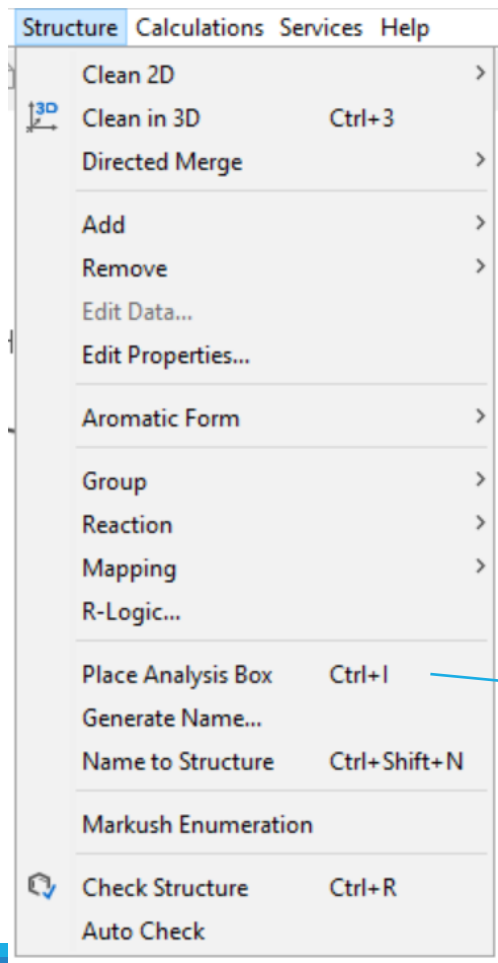 Structure Calculations Services Help
Clean 2D
3D Clean in 3D Ctrl+3
Directed Merge
Add
Remove
Edit Data...
Edit Properties...
Aromatic Form
Group
Reaction
Mapping
R-Logic...
Place Analysis Box Ctrl+I
Generate Name...
Name to Structure Ctrl+Shift+N
Markush Enumeration
Check Structure Ctrl+R
Auto Check